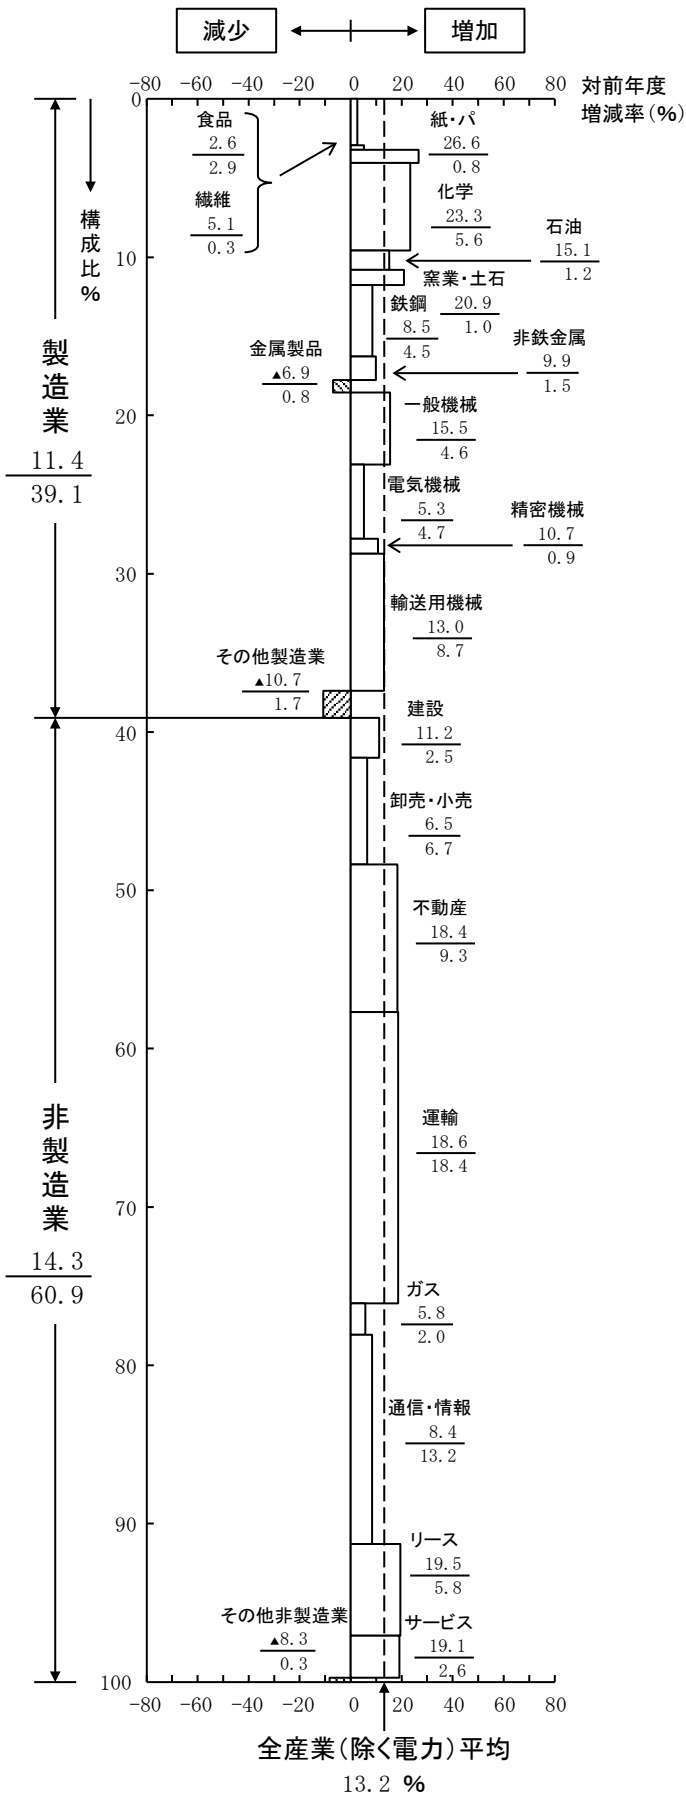 減少
増加
-80 -60 -40 -20 0 20 40 60 80
対前年度
増減率(%)
0
構成比%
食品
2.6
2.9
繊維
5.1
0.3
紙・パ
26.6
0.8
化学
23.3
5.6
石油
15.1
1.2
10
窯業・土石
20.9
1.0
鉄鋼
8.5
4.5
非鉄金属
9.9
1.5
金属製品
▲6.9
0.8
製造業
11.4
39.1
20
一般機械
15.5
4.6
電気機械
5.3
4.7
精密機械
10.7
0.9
30
輸送用機械
13.0
8.7
その他製造業
▲10.7
1.7
40
建設
11.2
2.5
卸売・小売
6.5
6.7
50
不動産
18.4
9.3
60
非製造業
14.3
60.9
運輸
18.6
18.4
70
ガス
5.8
2.0
80
通信・情報
8.4
13.2
90
リース
19.5
5.8
その他非製造業
▲8.3
0.3
サービス
19.1
2.6
100
-80 -60 -40 -20 0 20 40 60 80
全産業(除く電力)平均
13.2 %